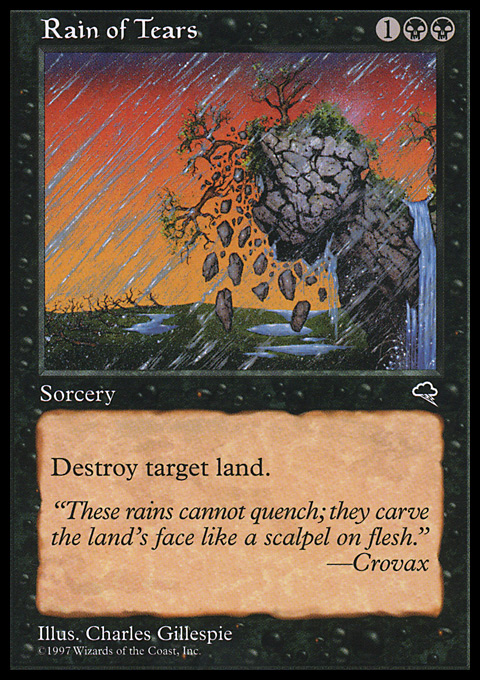 Rain of Tears
1
Sorcery
Destroy target land.
“These rains cannot quench; they carve
the land’s face like a scalpel on flesh.”
—Crovax
Illus. Charles Gillespie
©1997 Wizards of the Coast, Inc.